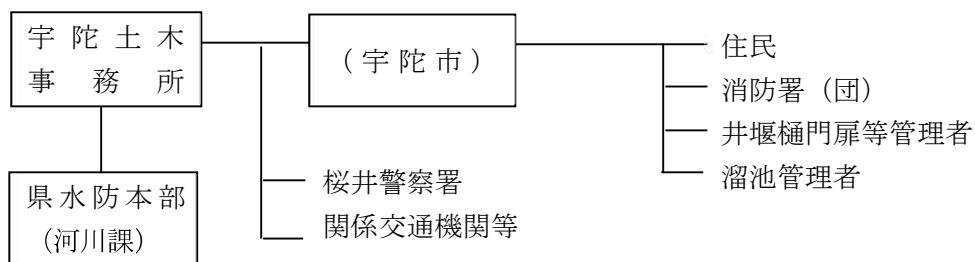 宇陀土木
事務所
(宇陀市)
住民
消防署（団）
井堰樋門扉等管理者
溜池管理者
県水防本部
(河川課)
桜井警察署
関係交通機関等